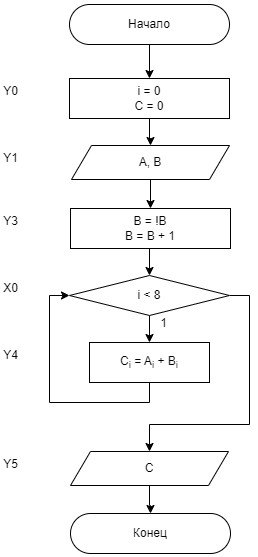 Начало
Y0
i = 0
C = 0
Y1
A, B
Y3
B = !B
B = B + 1
X0
i < 8
1
Y4
Cᵢ = Aᵢ + Bᵢ
Y5
C
Конец